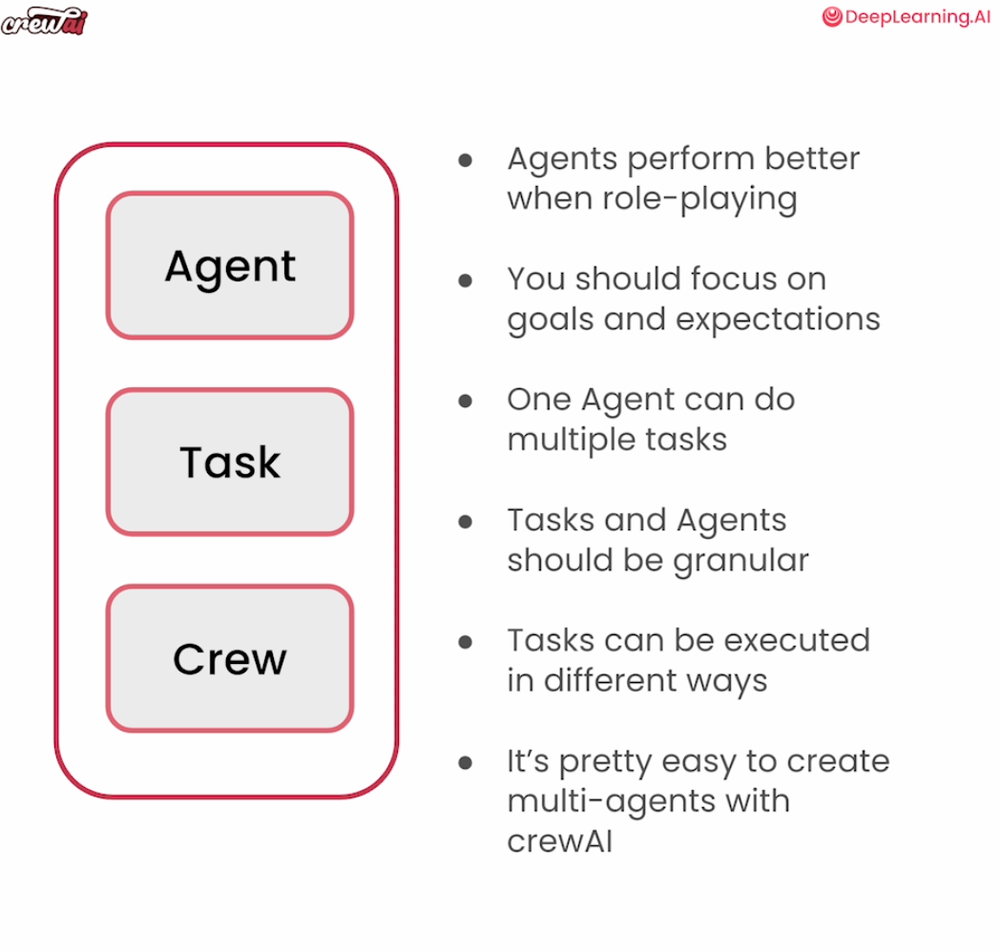 crewai
DeepLearning.AI
Agent
Task
Crew
● Agents perform better
when role-playing
● You should focus on
goals and expectations
● One Agent can do
multiple tasks
● Tasks and Agents
should be granular
● Tasks can be executed
in different ways
● It’s pretty easy to create
multi-agents with
crewAI